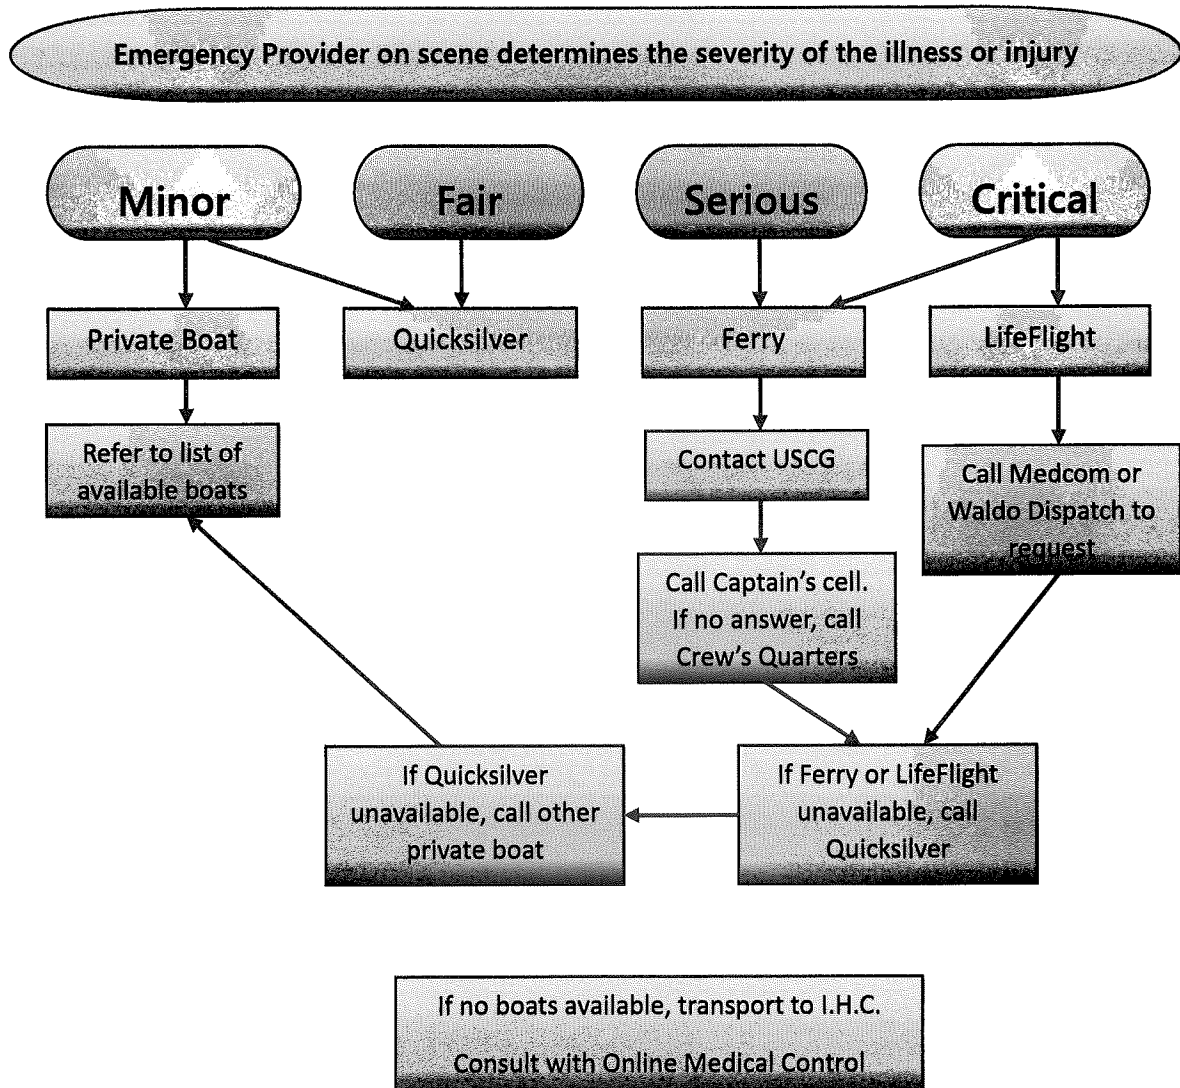 Emergency Provider on scene determines the severity of the illness or injury
Minor
Fair
Serious
Critical
Private Boat
Quicksilver
Ferry
LifeFlight
Refer to list of
available boats
Contact USCG
Call Medcom or
Waldo Dispatch to
request
Call Captain's cell.
If no answer, call
Crew's Quarters
If Quicksilver
unavailable, call other
private boat
If Ferry or LifeFlight
unavailable, call
Quicksilver
If no boats available, transport to I.H.C.
Consult with Online Medical Control